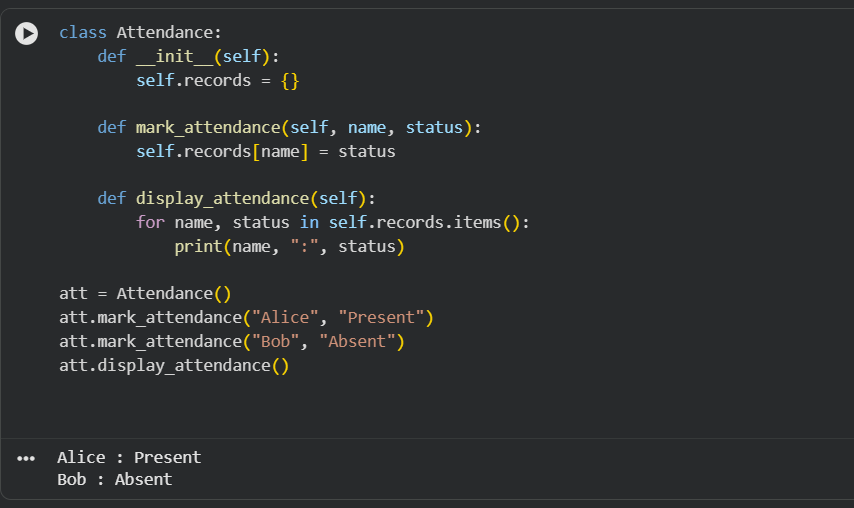 class Attendance:
    def __init__(self):
        self.records = {}
    def mark_attendance(self, name, status):
        self.records[name] = status
    def display_attendance(self):
        for name, status in self.records.items():
            print(name, ":", status)
att = Attendance()
att.mark_attendance("Alice", "Present")
att.mark_attendance("Bob", "Absent")
att.display_attendance()
Alice : Present
Bob : Absent